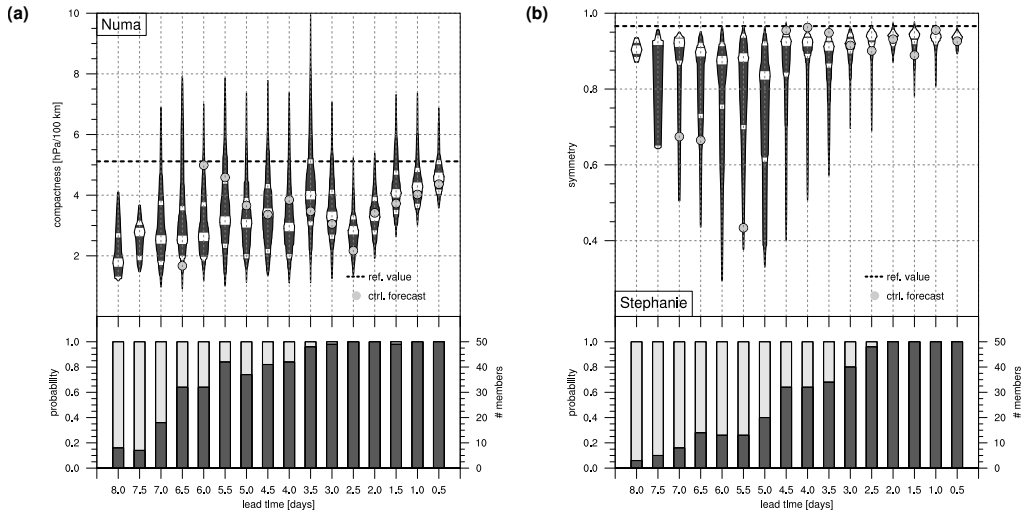 (a)
Numa
10.0
8
6
4
2
compactness [hPa/100 km]
ref. value
ctrl. forecast
1.0
0.8
0.6
0.4
0.2
0.0
probability
50
40
30
20
10
0
# members
8.0 7.5 7.0 6.5 6.0 5.5 5.0 4.5 4.0 3.5 3.0 2.5 2.0 1.5 1.0 0.5
lead time [days]
(b)
1.0
0.9
0.8
0.6
0.4
symmetry
ref. value
ctrl. forecast
Stephanie
1.0
0.8
0.6
0.4
0.2
0.0
probability
50
40
30
20
10
0
# members
8.0 7.5 7.0 6.5 6.0 5.5 5.0 4.5 4.0 3.5 3.0 2.5 2.0 1.5 1.0 0.5
lead time [days]